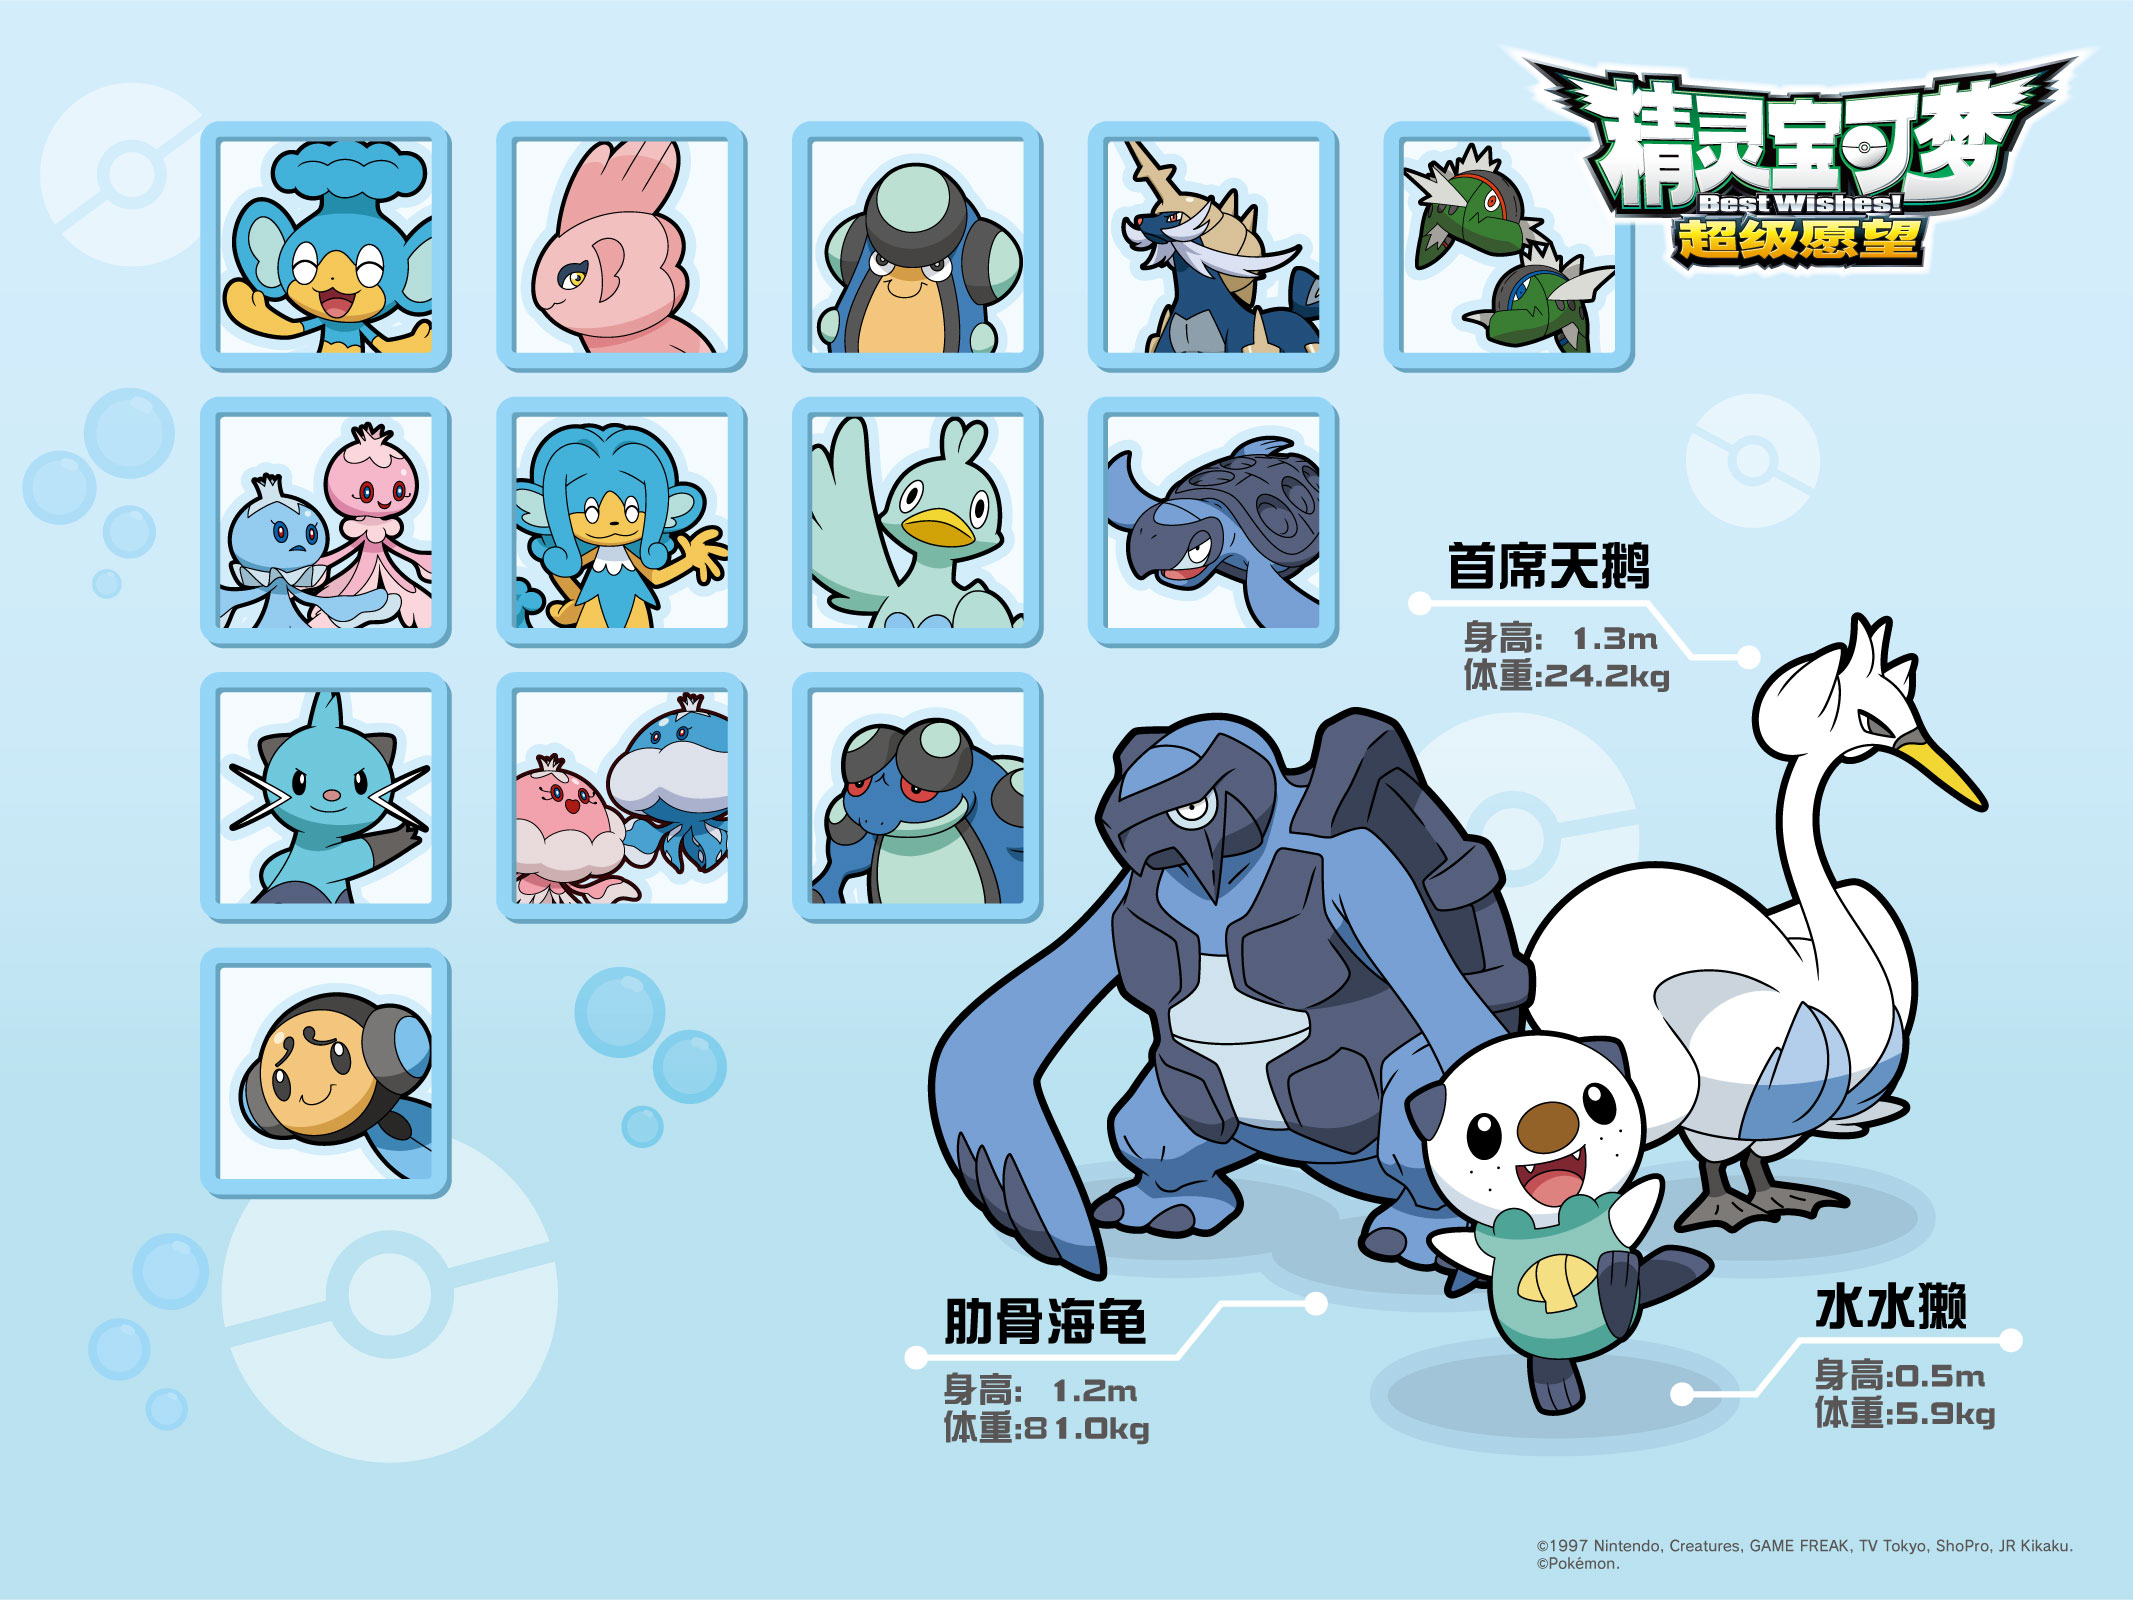 精灵宝可梦
Best Wishes!
超级愿望
首席天鹅
身高: 1.3m
体重:24.2kg
肋骨海龟
身高: 1.2m
体重:81.0kg
水水獭
身高:0.5m
体重:5.9kg
©1997 Nintendo, Creatures, GAME FREAK, TV Tokyo, ShoPro, JR Kikaku.
©Pokémon.